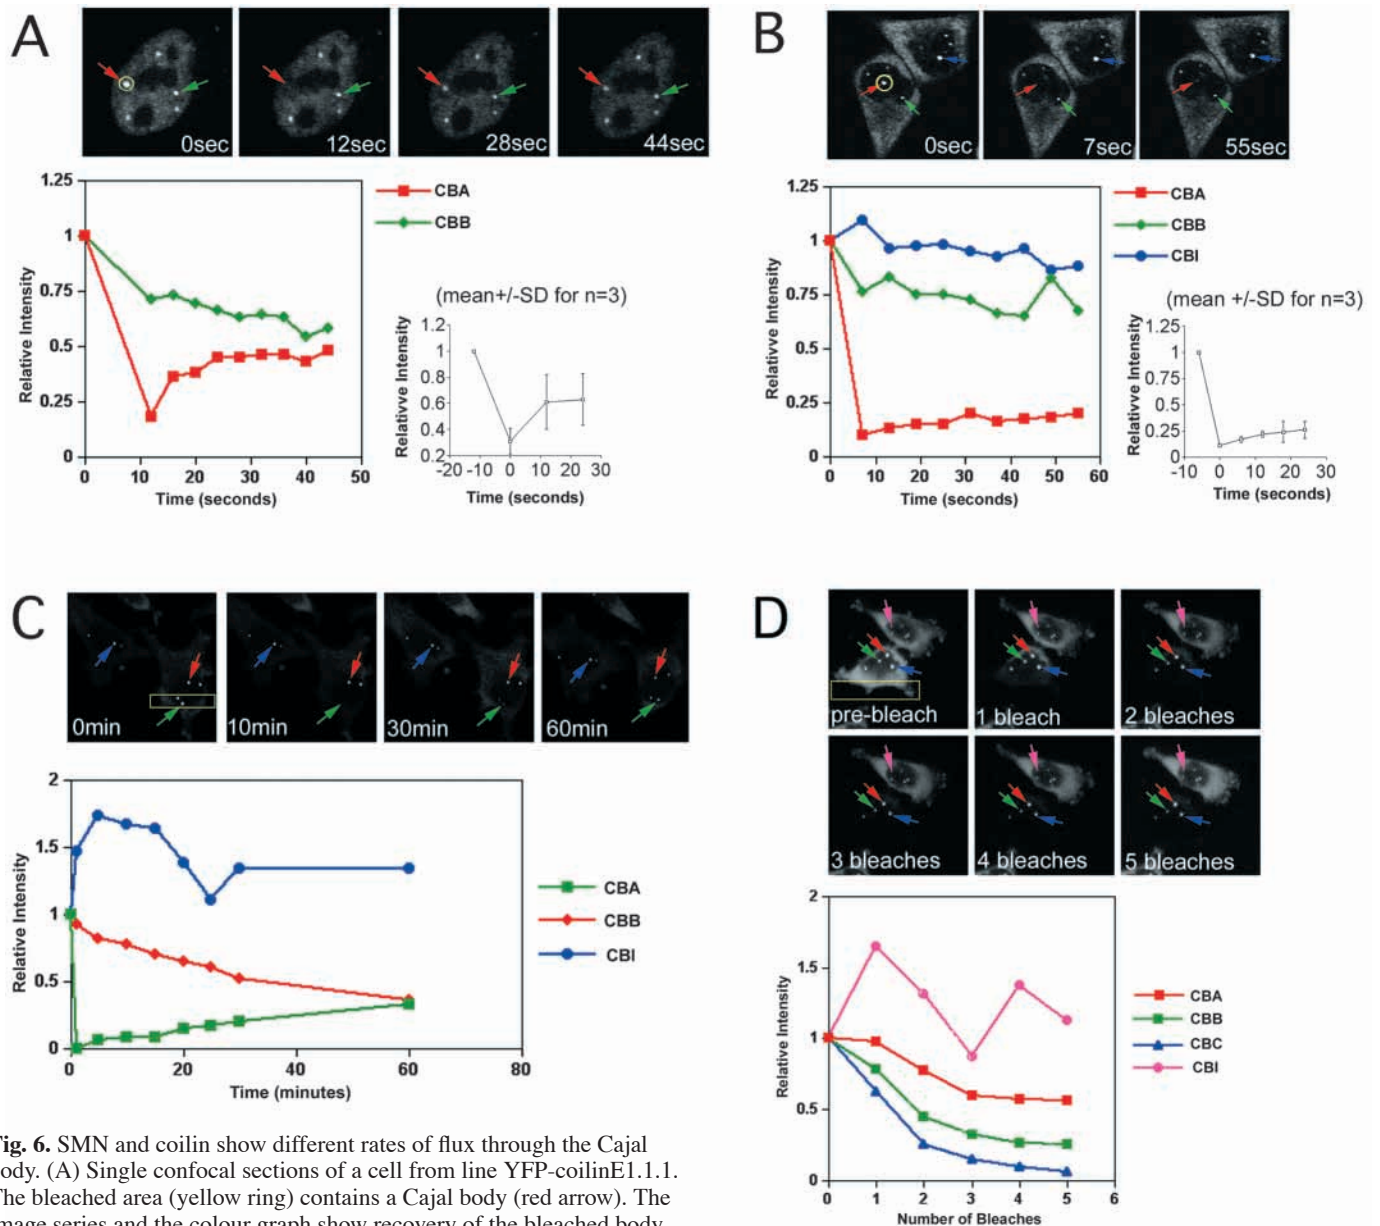 A
0sec
12sec
28sec
44sec
1.25
1
0.75
0.5
0.25
0
0
10
20
30
40
50
Relative Intensity
Time (seconds)
CBA
CBB
(mean+/-SD for n=3)
1.2
1
0.8
0.6
0.4
0.2
-20
-10
0
10
20
30
Relativve Intensity
Time (seconds)
B
0sec
7sec
55sec
1.25
1
0.75
0.5
0.25
0
0
10
20
30
40
50
60
Relativve Intensity
Time (seconds)
CBA
CBB
CBI
(mean +/-SD for n=3)
1.25
1
0.75
0.5
0.25
0
-10
0
10
20
30
Relativve Intensity
Time (seconds)
C
0min
10min
30min
60min
2
1.5
1
0.5
0
0
20
40
60
80
Relative Intensity
Time (minutes)
CBA
CBB
CBI
D
pre-bleach
1 bleach
2 bleaches
3 bleaches
4 bleaches
5 bleaches
2
1.5
1
0.5
0
0
1
2
3
4
5
6
Relative Intensity
Number of Bleaches
CBA
CBB
CBC
CBI
ig. 6. SMN and coilin show different rates of flux through the Cajal
ody. (A) Single confocal sections of a cell from line YFP-coilinE1.1.1.
he bleached area (yellow ring) contains a Cajal body (red arrow). The
mage series and the colour graph show recovery of the bleached body